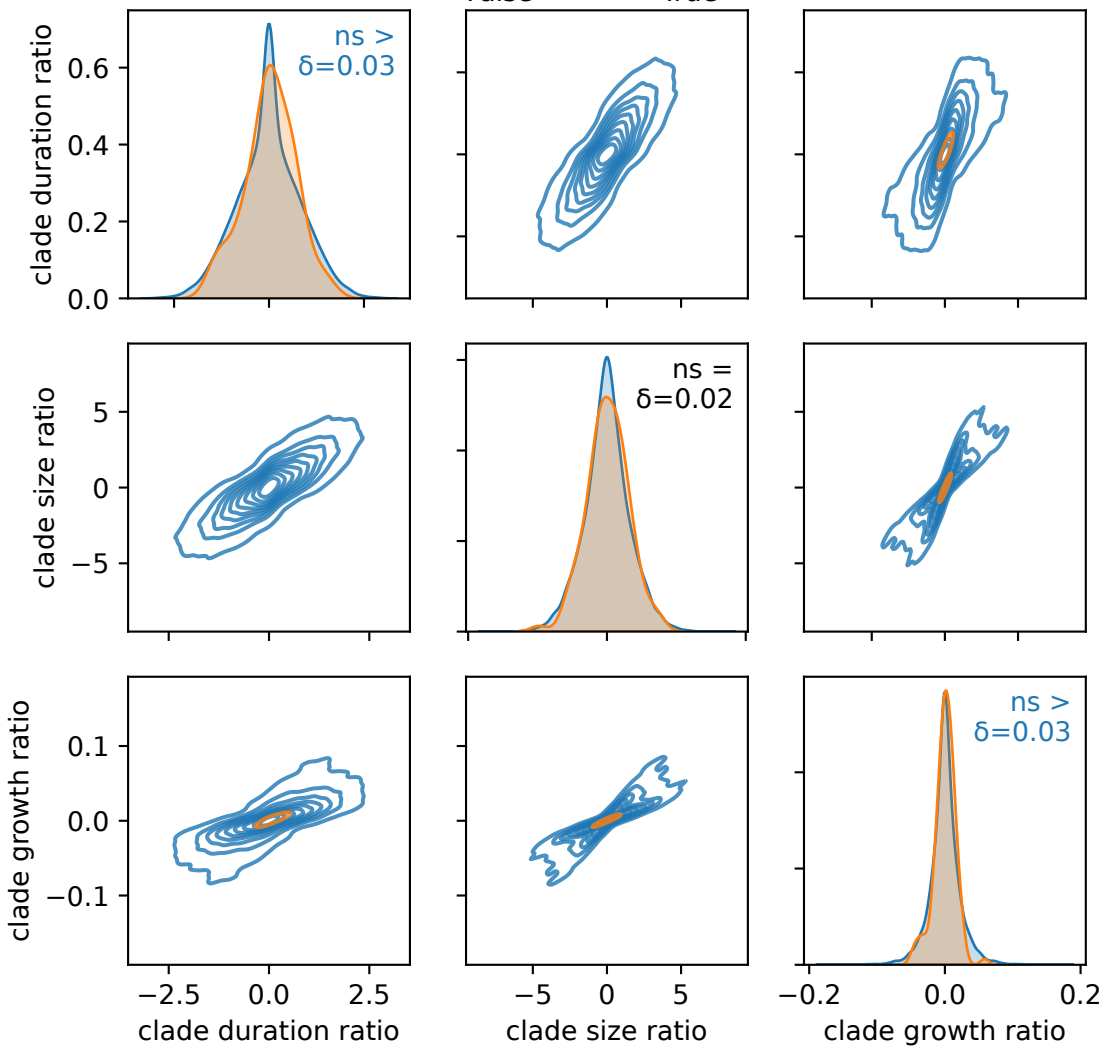 ns >
δ=0.03
clade duration ratio
0.6
0.4
0.2
0.0
ns =
δ=0.02
clade size ratio
5
0
−5
ns >
δ=0.03
clade growth ratio
0.1
0.0
−0.1
−2.5 0.0 2.5
−5 0 5
−0.2 0.0 0.2
clade duration ratio
clade size ratio
clade growth ratio